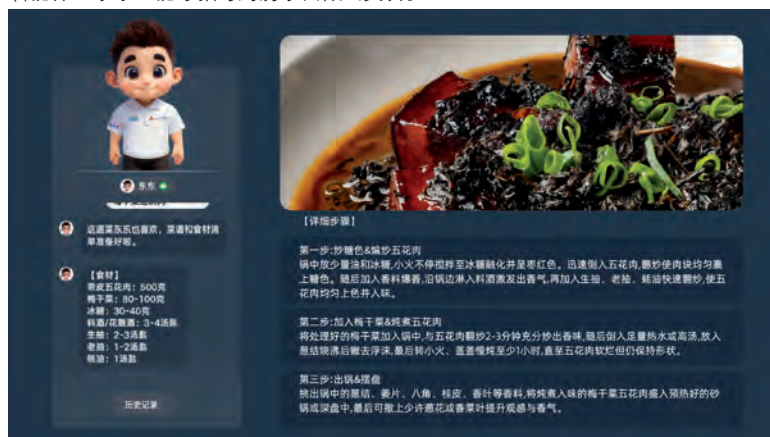 东东
这道菜东东也喜欢，菜谱和食材清
单准备好啦。
【食材】
带皮五花肉：500克
梅干菜：80-100克
冰糖：30-40克
料酒/花雕酒：3-4汤匙
生抽：2-3汤匙
老抽：1-2汤匙
蚝油：1汤匙
历史记录
【详细步骤】
第一步:炒糖色&煸炒五花肉
锅中放少量油和冰糖,小火不停搅拌至冰糖融化并呈枣红色。迅速倒入五花肉,翻炒使肉块均匀裹
上糖色。随后加入香料爆香,沿锅边淋入料酒激发出香气,再加入生抽、老抽、蚝油快速翻炒,使五
花肉均匀上色并入味。
第二步:加入梅干菜&炖煮五花肉
将处理好的梅干菜加入锅中,与五花肉翻炒2-3分钟充分炒出香味,随后倒入足量热水或高汤,放入
葱结烧沸后撇去浮沫,最后转小火、盖盖慢炖至少1小时,直至五花肉软烂但仍保持形状。
第三步:出锅&摆盘
挑出锅中的葱结、姜片、八角、桂皮、香叶等香料,将炖煮入味的梅干菜五花肉盛入预热好的砂
锅或深盘中,最后可撒上少许葱花或香菜叶提升观感与香气。